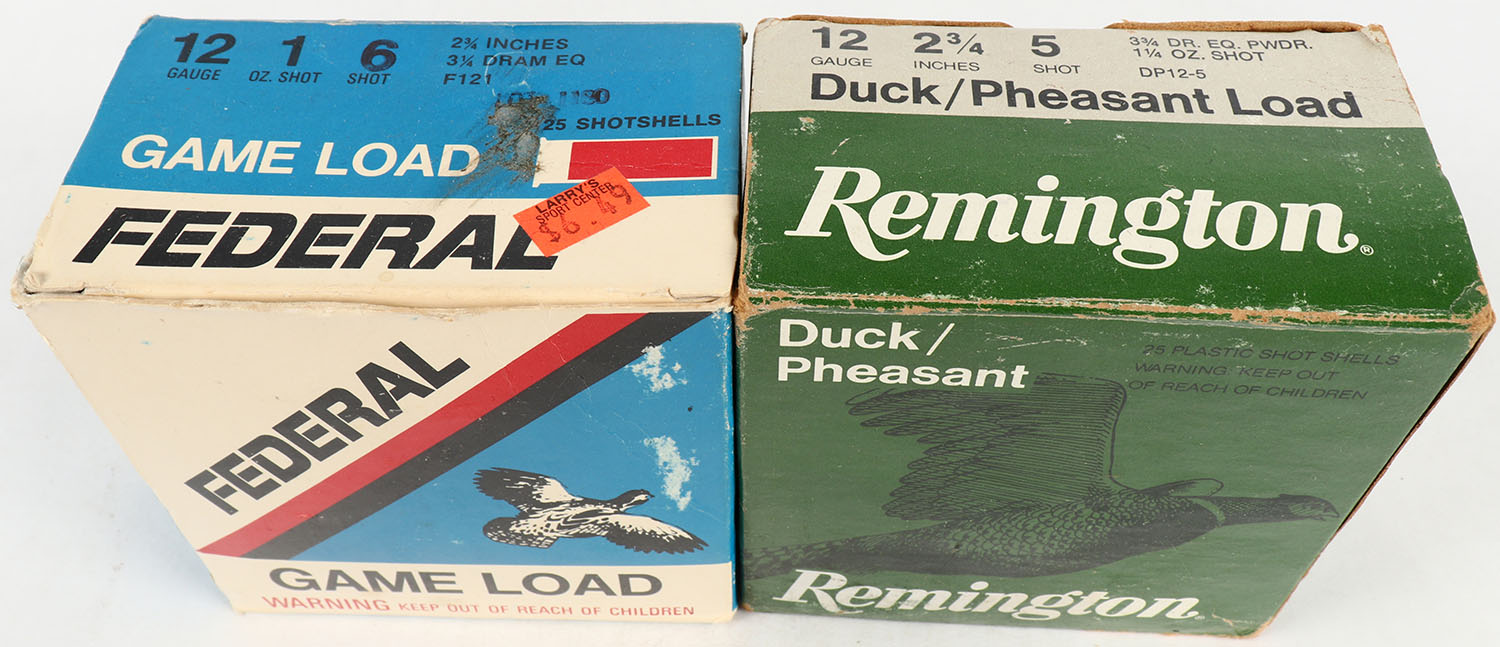 12 1 6
GAUGE OZ. SHOT SHOT
2¾ INCHES
3¼ DRAM EQ
F121
25 SHOTSHELLS
GAME LOAD
LARRY'S
SPORT CENTER
$6.49
FEDERAL
FEDERAL
GAME LOAD
WARNING KEEP OUT OF REACH OF CHILDREN
12 2¾ 5
GAUGE INCHES SHOT
3¾ DR. EQ. PWDR.
1¼ OZ. SHOT
DP12-5
Duck/Pheasant Load
Remington®
Duck/
Pheasant
25 PLASTIC SHOT SHELLS
WARNING: KEEP OUT
OF REACH OF CHILDREN
Remington®